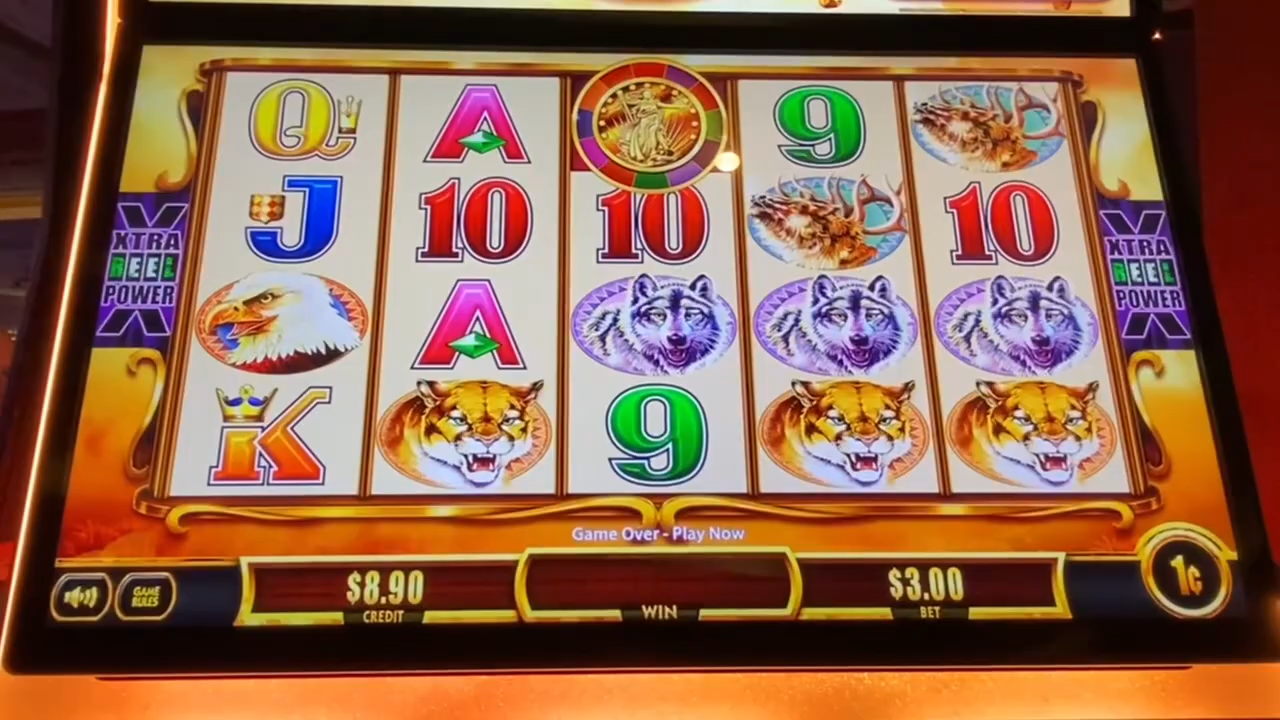 Q A 9
J 10 10 10
A
K 9
XTRA
REEL
POWER
X
XTRA
REEL
POWER
X
Game Over - Play Now
GAME
RULES
$8.90
CREDIT
WIN
$3.00
BET
1¢